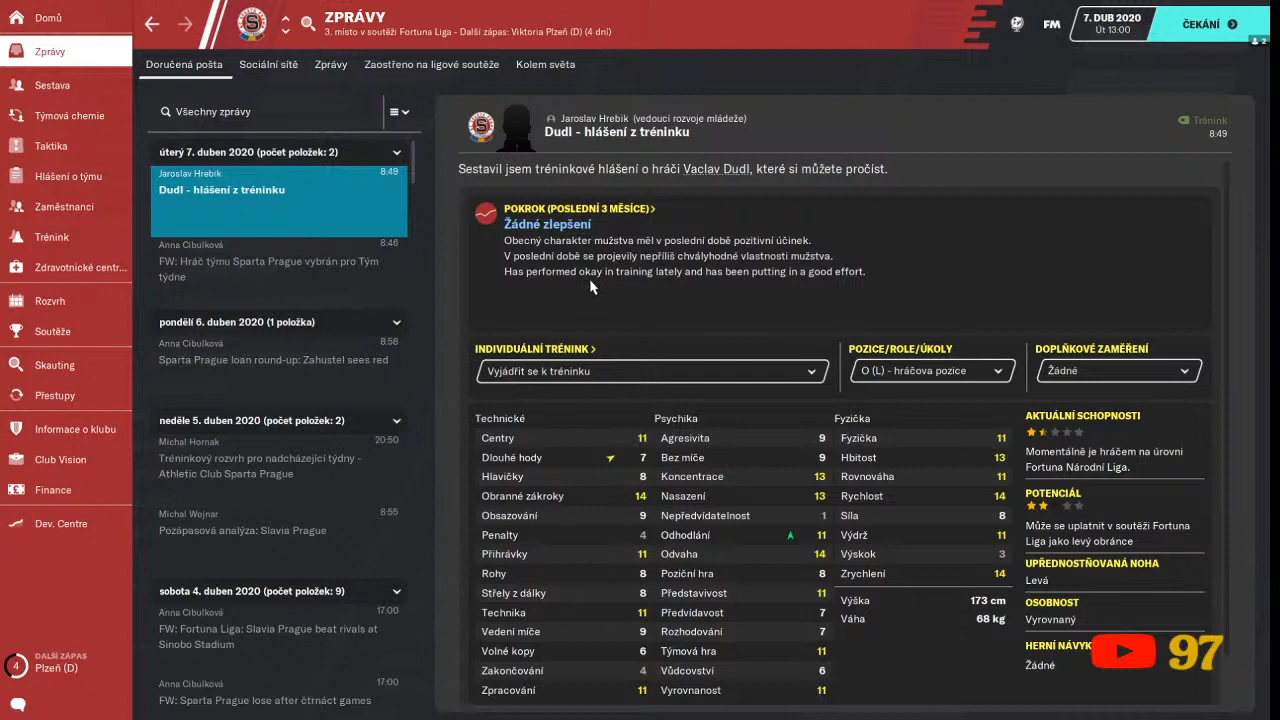 Domů
Zprávy
Sestava
Týmová chemie
Taktika
Hlášení o týmu
Zaměstnanci
Trénink
Zdravotnické centr...
Rozvrh
Soutěže
Skauting
Přestupy
Informace o klubu
Club Vision
Finance
Dev. Centre
4
DALŠÍ ZÁPAS
Plzeň (D)
ZPRÁVY
3. místo v soutěži Fortuna Liga - Další zápas: Viktoria Plzeň (D) (4 dní)
FM
7. DUB 2020
Út 13:00
ČEKÁNÍ
2
Doručená pošta
Sociální sítě
Zprávy
Zaostřeno na ligové soutěže
Kolem světa
Všechny zprávy
úterý 7. duben 2020 (počet položek: 2)
Jaroslav Hrebik 8:49
Dudl - hlášení z tréninku
Anna Cibulkova 8:46
FW: Hráč týmu Sparta Prague vybrán pro Tým
týdne
pondělí 6. duben 2020 (1 položka)
Anna Cibulková 8:58
Sparta Prague loan round-up: Zahustel sees red
neděle 5. duben 2020 (počet položek: 2)
Michal Hornak 20:50
Tréninkový rozvrh pro nadcházející týdny -
Athletic Club Sparta Prague
Michal Wojnar 8:55
Pozápasová analýza: Slavia Prague
sobota 4. duben 2020 (počet položek: 9)
Anna Cibulková 17:00
FW: Fortuna Liga: Slavia Prague beat rivals at
Sinobo Stadium
Anna Cibulková 17:00
FW: Sparta Prague lose after čtrnáct games
Jaroslav Hrebik (vedoucí rozvoje mládeže)
Dudl - hlášení z tréninku
Trénink
8:49
Sestavil jsem tréninkové hlášení o hráči Vaclav Dudl, které si můžete pročíst.
POKROK (POSLEDNÍ 3 MĚSÍCE)
Žádné zlepšení
Obecný charakter mužstva měl v poslední době pozitivní účinek.
V poslední době se projevily nepříliš chvályhodné vlastnosti mužstva.
Has performed okay in training lately and has been putting in a good effort.
INDIVIDUÁLNÍ TRÉNINK
Vyjádřit se k tréninku
POZICE/ROLE/ÚKOLY
O (L) - hráčova pozice
DOPLŇKOVÉ ZAMĚŘENÍ
Žádné
Technické Psychika Fyzička
Centry 11 Agresivita 9 Fyzička 11
Dlouhé hody 7 Bez míče 9 Hbitost 13
Hlavičky 8 Koncentrace 13 Rovnováha 11
Obranné zákroky 14 Nasazení 13 Rychlost 14
Obsazování 9 Nepředvídatelnost 1 Síla 8
Penalty 4 Odhodlání 11 Výdrž 11
Přihrávky 11 Odvaha 14 Výskok 3
Rohy 8 Poziční hra 8 Zrychlení 14
Střely z dálky 8 Představivost 11
Technika 11 Předvídavost 7
Vedení míče 9 Rozhodování 7
Volné kopy 6 Týmová hra 11
Zakončování 4 Vůdcovství 6
Zpracování 11 Vyrovnanost 11
Výška 173 cm
Váha 68 kg
AKTUÁLNÍ SCHOPNOSTI
Momentálně je hráčem na úrovni
Fortuna Národní Liga.
POTENCIÁL
Může se uplatnit v soutěži Fortuna
Liga jako levý obránce
UPŘEDNOSTŇOVANÁ NOHA
Levá
OSOBNOST
Vyrovnaný
HERNÍ NÁVYK
Žádné
97